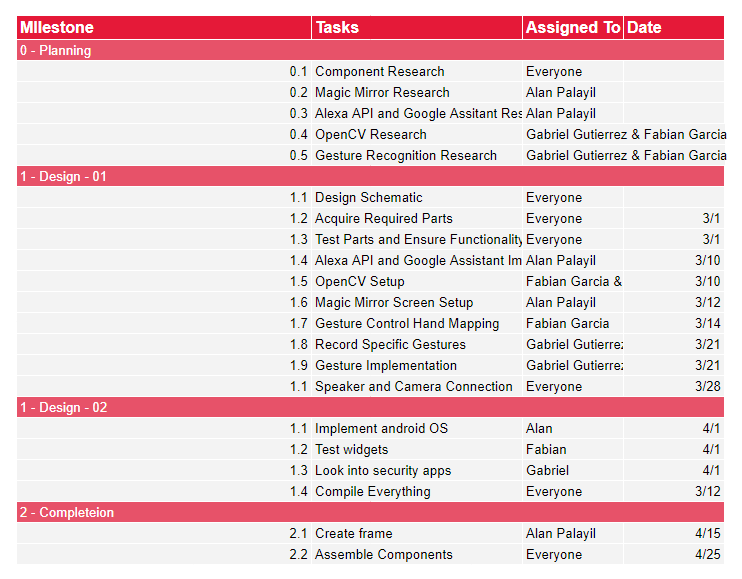 MIlestone Tasks Assigned To Date
0 - Planning
0.1 Component Research Everyone
0.2 Magic Mirror Research Alan Palayil
0.3 Alexa API and Google Assitant Res Alan Palayil
0.4 OpenCV Research Gabriel Gutierrez & Fabian Garcia
0.5 Gesture Recognition Research Gabriel Gutierrez & Fabian Garcia
1 - Design - 01
1.1 Design Schematic Everyone
1.2 Acquire Required Parts Everyone 3/1
1.3 Test Parts and Ensure Functionality Everyone 3/1
1.4 Alexa API and Google Assistant Im Alan Palayil 3/10
1.5 OpenCV Setup Fabian Garcia & 3/10
1.6 Magic Mirror Screen Setup Alan Palayil 3/12
1.7 Gesture Control Hand Mapping Fabian Garcia 3/14
1.8 Record Specific Gestures Gabriel Gutierrez 3/21
1.9 Gesture Implementation Gabriel Gutierrez 3/21
1.1 Speaker and Camera Connection Everyone 3/28
1 - Design - 02
1.1 Implement android OS Alan 4/1
1.2 Test widgets Fabian 4/1
1.3 Look into security apps Gabriel 4/1
1.4 Compile Everything Everyone 3/12
2 - Completeion
2.1 Create frame Alan Palayil 4/15
2.2 Assemble Components Everyone 4/25